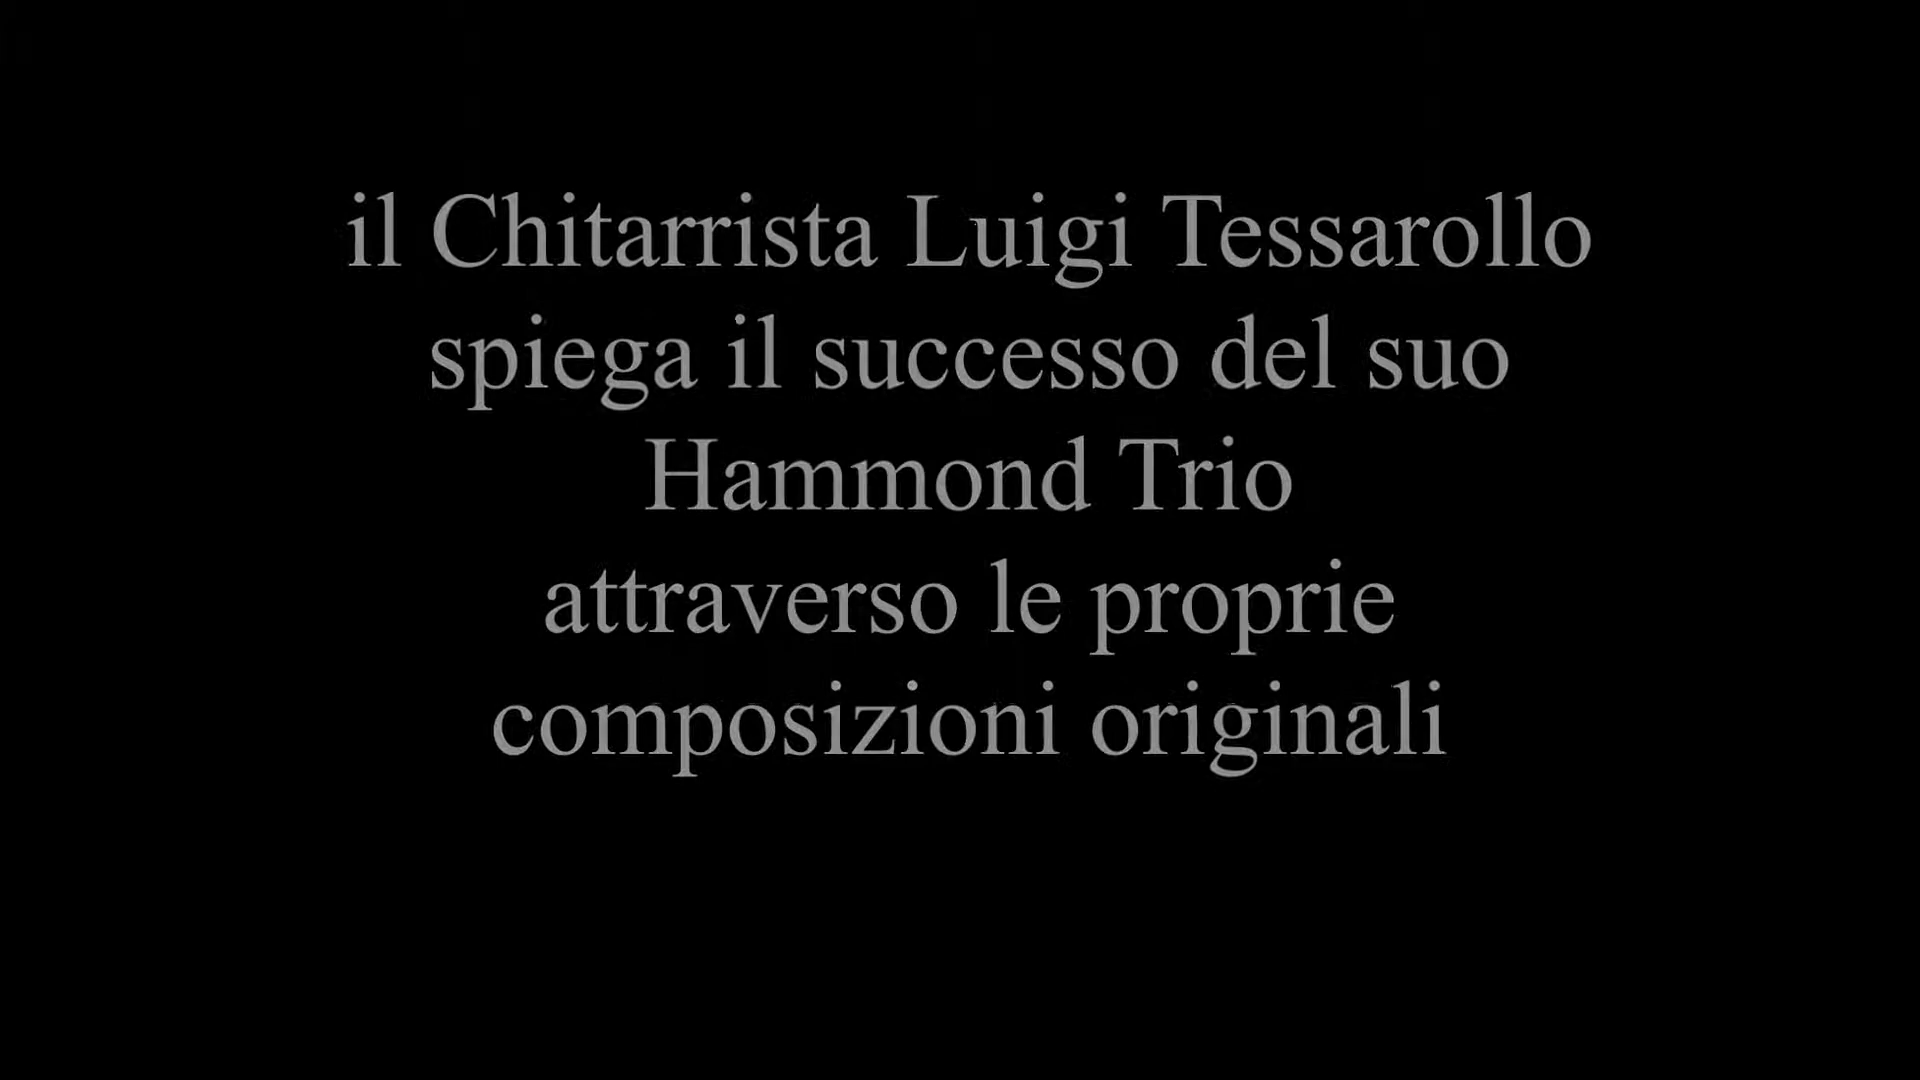 il Chitarrista Luigi Tessarollo
spiega il successo del suo
Hammond Trio
attraverso le proprie
composizioni originali